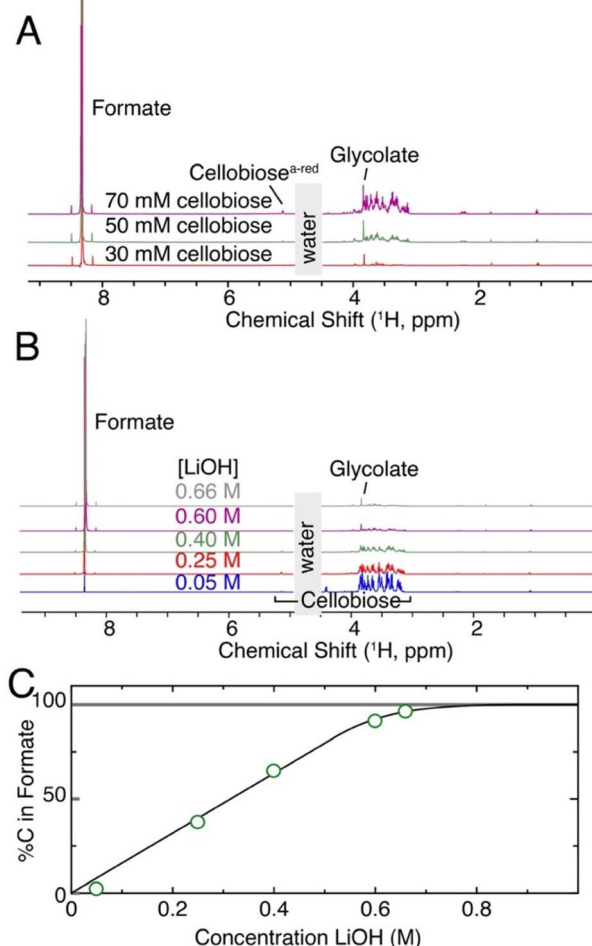 A
Formate
Glycolate
Cellobiose^a-red
70 mM cellobiose
50 mM cellobiose
30 mM cellobiose
water
8 6 4 2
Chemical Shift (¹H, ppm)
B
Formate
[LiOH]
Glycolate
0.66 M
0.60 M
0.40 M
0.25 M
0.05 M
water
Cellobiose
8 6 4 2
Chemical Shift (¹H, ppm)
C
100
50
0
%C in Formate
0 0.2 0.4 0.6 0.8
Concentration LiOH (M)